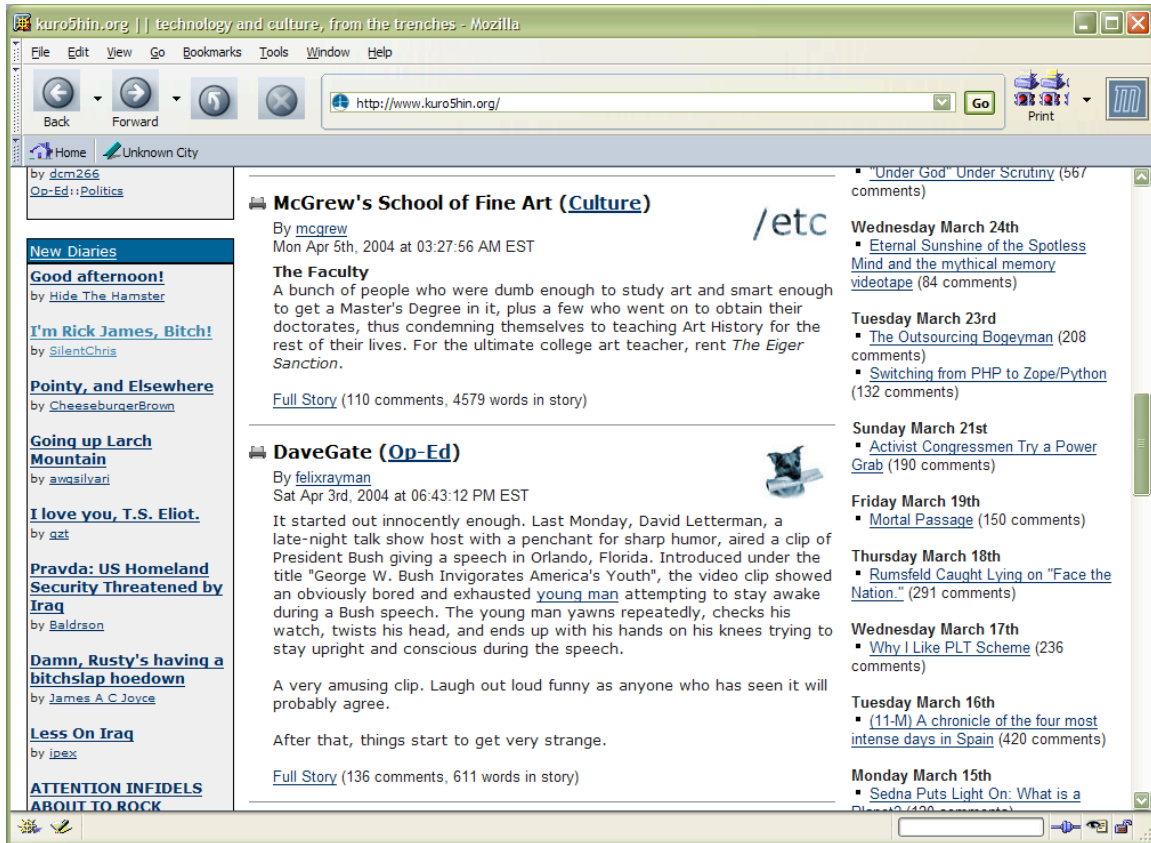 kuro5hin.org || technology and culture, from the trenches - Mozilla
File Edit View Go Bookmarks Tools Window Help
Back Forward
http://www.kuro5hin.org/
Go
Print
Home Unknown City
by dcm266
Op-Ed::Politics
New Diaries
Good afternoon!
by Hide The Hamster
I'm Rick James, Bitch!
by SilentChris
Pointy, and Elsewhere
by CheeseburgerBrown
Going up Larch
Mountain
by awgsilyari
I love you, T.S. Eliot.
by gzt
Pravda: US Homeland
Security Threatened by
Iraq
by Baldrson
Damn, Rusty's having a
bitchslap hoedown
by James A C Joyce
Less On Iraq
by ipex
ATTENTION INFIDELS
ABOUT TO ROCK
McGrew's School of Fine Art (Culture)
By mcgrew
Mon Apr 5th, 2004 at 03:27:56 AM EST
/etc
The Faculty
A bunch of people who were dumb enough to study art and smart enough
to get a Master's Degree in it, plus a few who went on to obtain their
doctorates, thus condemning themselves to teaching Art History for the
rest of their lives. For the ultimate college art teacher, rent The Eiger
Sanction.
Full Story (110 comments, 4579 words in story)
DaveGate (Op-Ed)
By felixrayman
Sat Apr 3rd, 2004 at 06:43:12 PM EST
It started out innocently enough. Last Monday, David Letterman, a
late-night talk show host with a penchant for sharp humor, aired a clip of
President Bush giving a speech in Orlando, Florida. Introduced under the
title "George W. Bush Invigorates America's Youth", the video clip showed
an obviously bored and exhausted young man attempting to stay awake
during a Bush speech. The young man yawns repeatedly, checks his
watch, twists his head, and ends up with his hands on his knees trying to
stay upright and conscious during the speech.
A very amusing clip. Laugh out loud funny as anyone who has seen it will
probably agree.
After that, things start to get very strange.
Full Story (136 comments, 611 words in story)
"Under God" Under Scrutiny (567
comments)
Wednesday March 24th
Eternal Sunshine of the Spotless
Mind and the mythical memory
videotape (84 comments)
Tuesday March 23rd
The Outsourcing Bogeyman (208
comments)
Switching from PHP to Zope/Python
(132 comments)
Sunday March 21st
Activist Congressmen Try a Power
Grab (190 comments)
Friday March 19th
Mortal Passage (150 comments)
Thursday March 18th
Rumsfeld Caught Lying on "Face the
Nation." (291 comments)
Wednesday March 17th
Why I Like PLT Scheme (236
comments)
Tuesday March 16th
(11-M) A chronicle of the four most
intense days in Spain (420 comments)
Monday March 15th
Sedna Puts Light On: What is a
Planet? (120 comments)